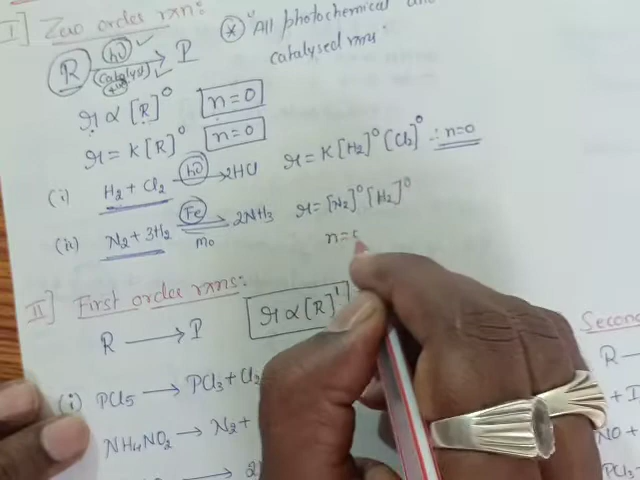 I] Zero order rxn:
* "All photochemical and
catalysed rxns.
R hν catalyst P
r ∝ [R]⁰ n=0
r = K[R]⁰ n=0
(i) H₂ + Cl₂ hν → 2HCl r = K[H₂]⁰ (Cl₂]⁰ ∴ n=0
(ii) N₂ + 3H₂ Fe Mo 2NH₃ r = [N₂]⁰ [H₂]⁰
n=
II] First order rxns:
R → P r ∝ [R]¹
(i) PCl₅ → PCl₃ + Cl₂
NH₄NO₂ → N₂ +
→ 2
Second
R —
+ I
NO +
PCl₃